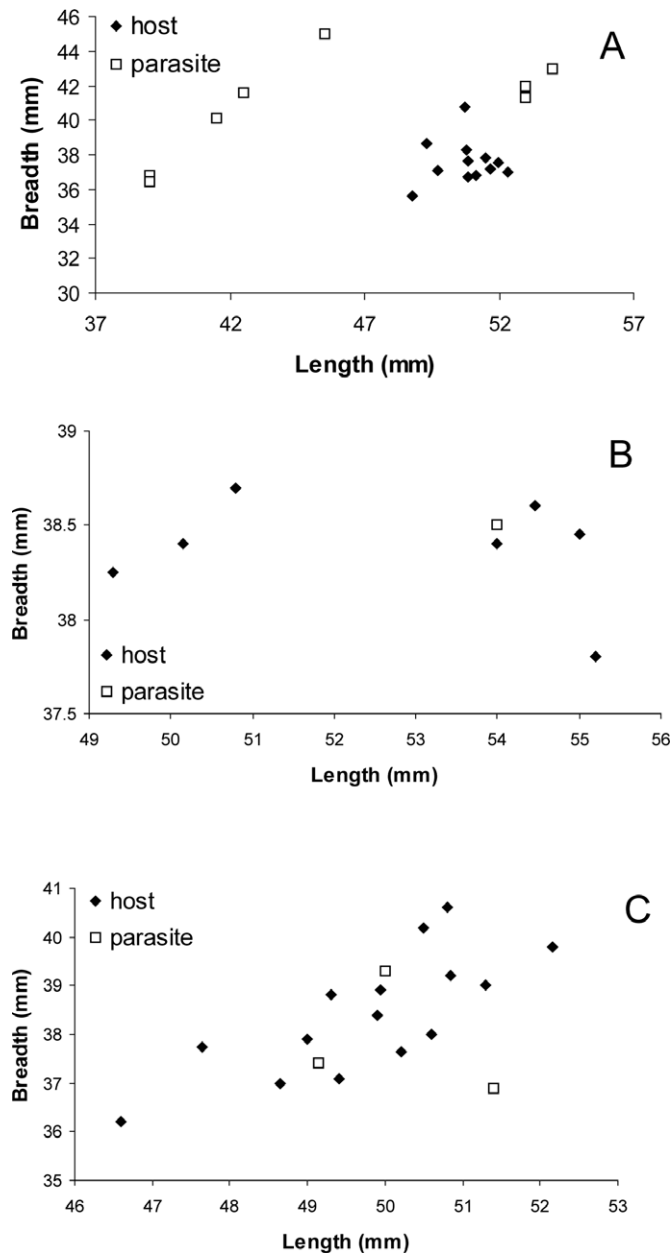 46
host
A
44
parasite
42
40
38
36
34
32
30
Breadth (mm)
37 42 47 52 57
Length (mm)
39
B
38.5
38
host
parasite
37.5
Breadth (mm)
49 50 51 52 53 54 55 56
Length (mm)
host
C
41
parasite
40
39
38
37
36
35
Breadth (mm)
46 47 48 49 50 51 52 53
Length (mm)